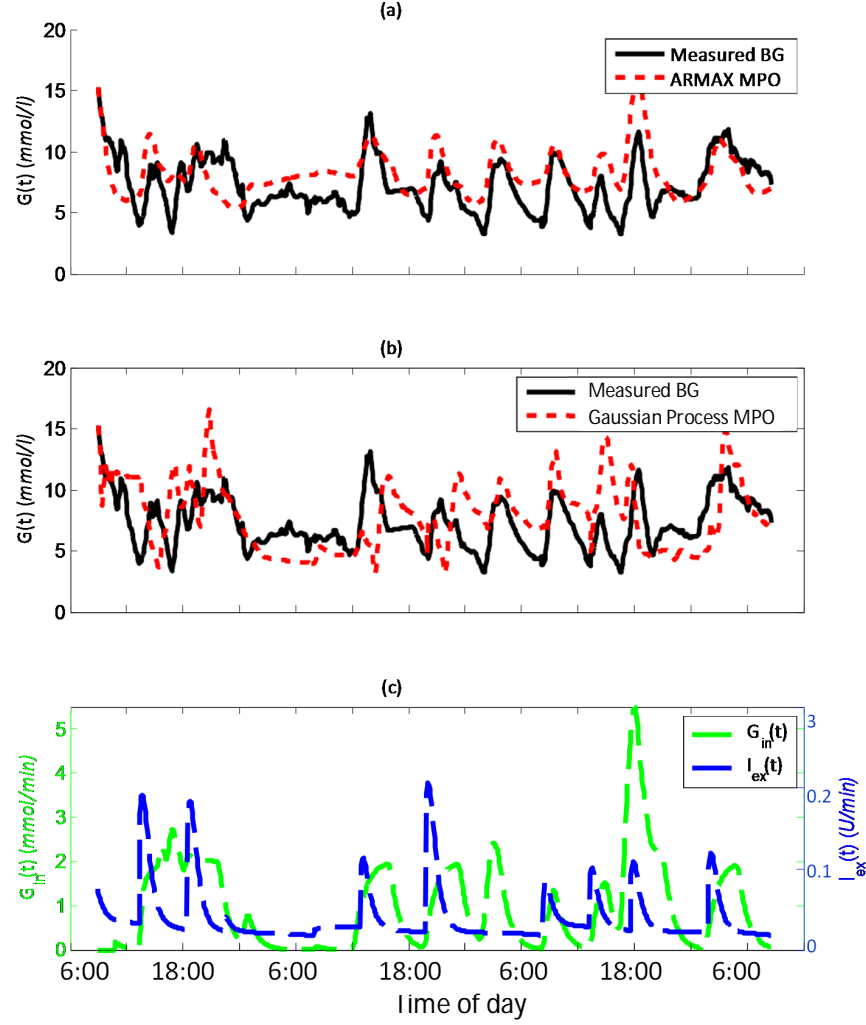 (a)
20
15
10
5
0
G(t) (mmol/l)
Measured BG
ARMAX MPO
(b)
20
15
10
5
0
G(t) (mmol/l)
Measured BG
Gaussian Process MPO
(c)
5
4
3
2
1
0
G_in(t) (mmol/min)
G_in(t)
I_ex(t)
3
0.2
0.1
0
I_ex(t) (U/min)
6:00 18:00 6:00 18:00 6:00 18:00 6:00
Time of day